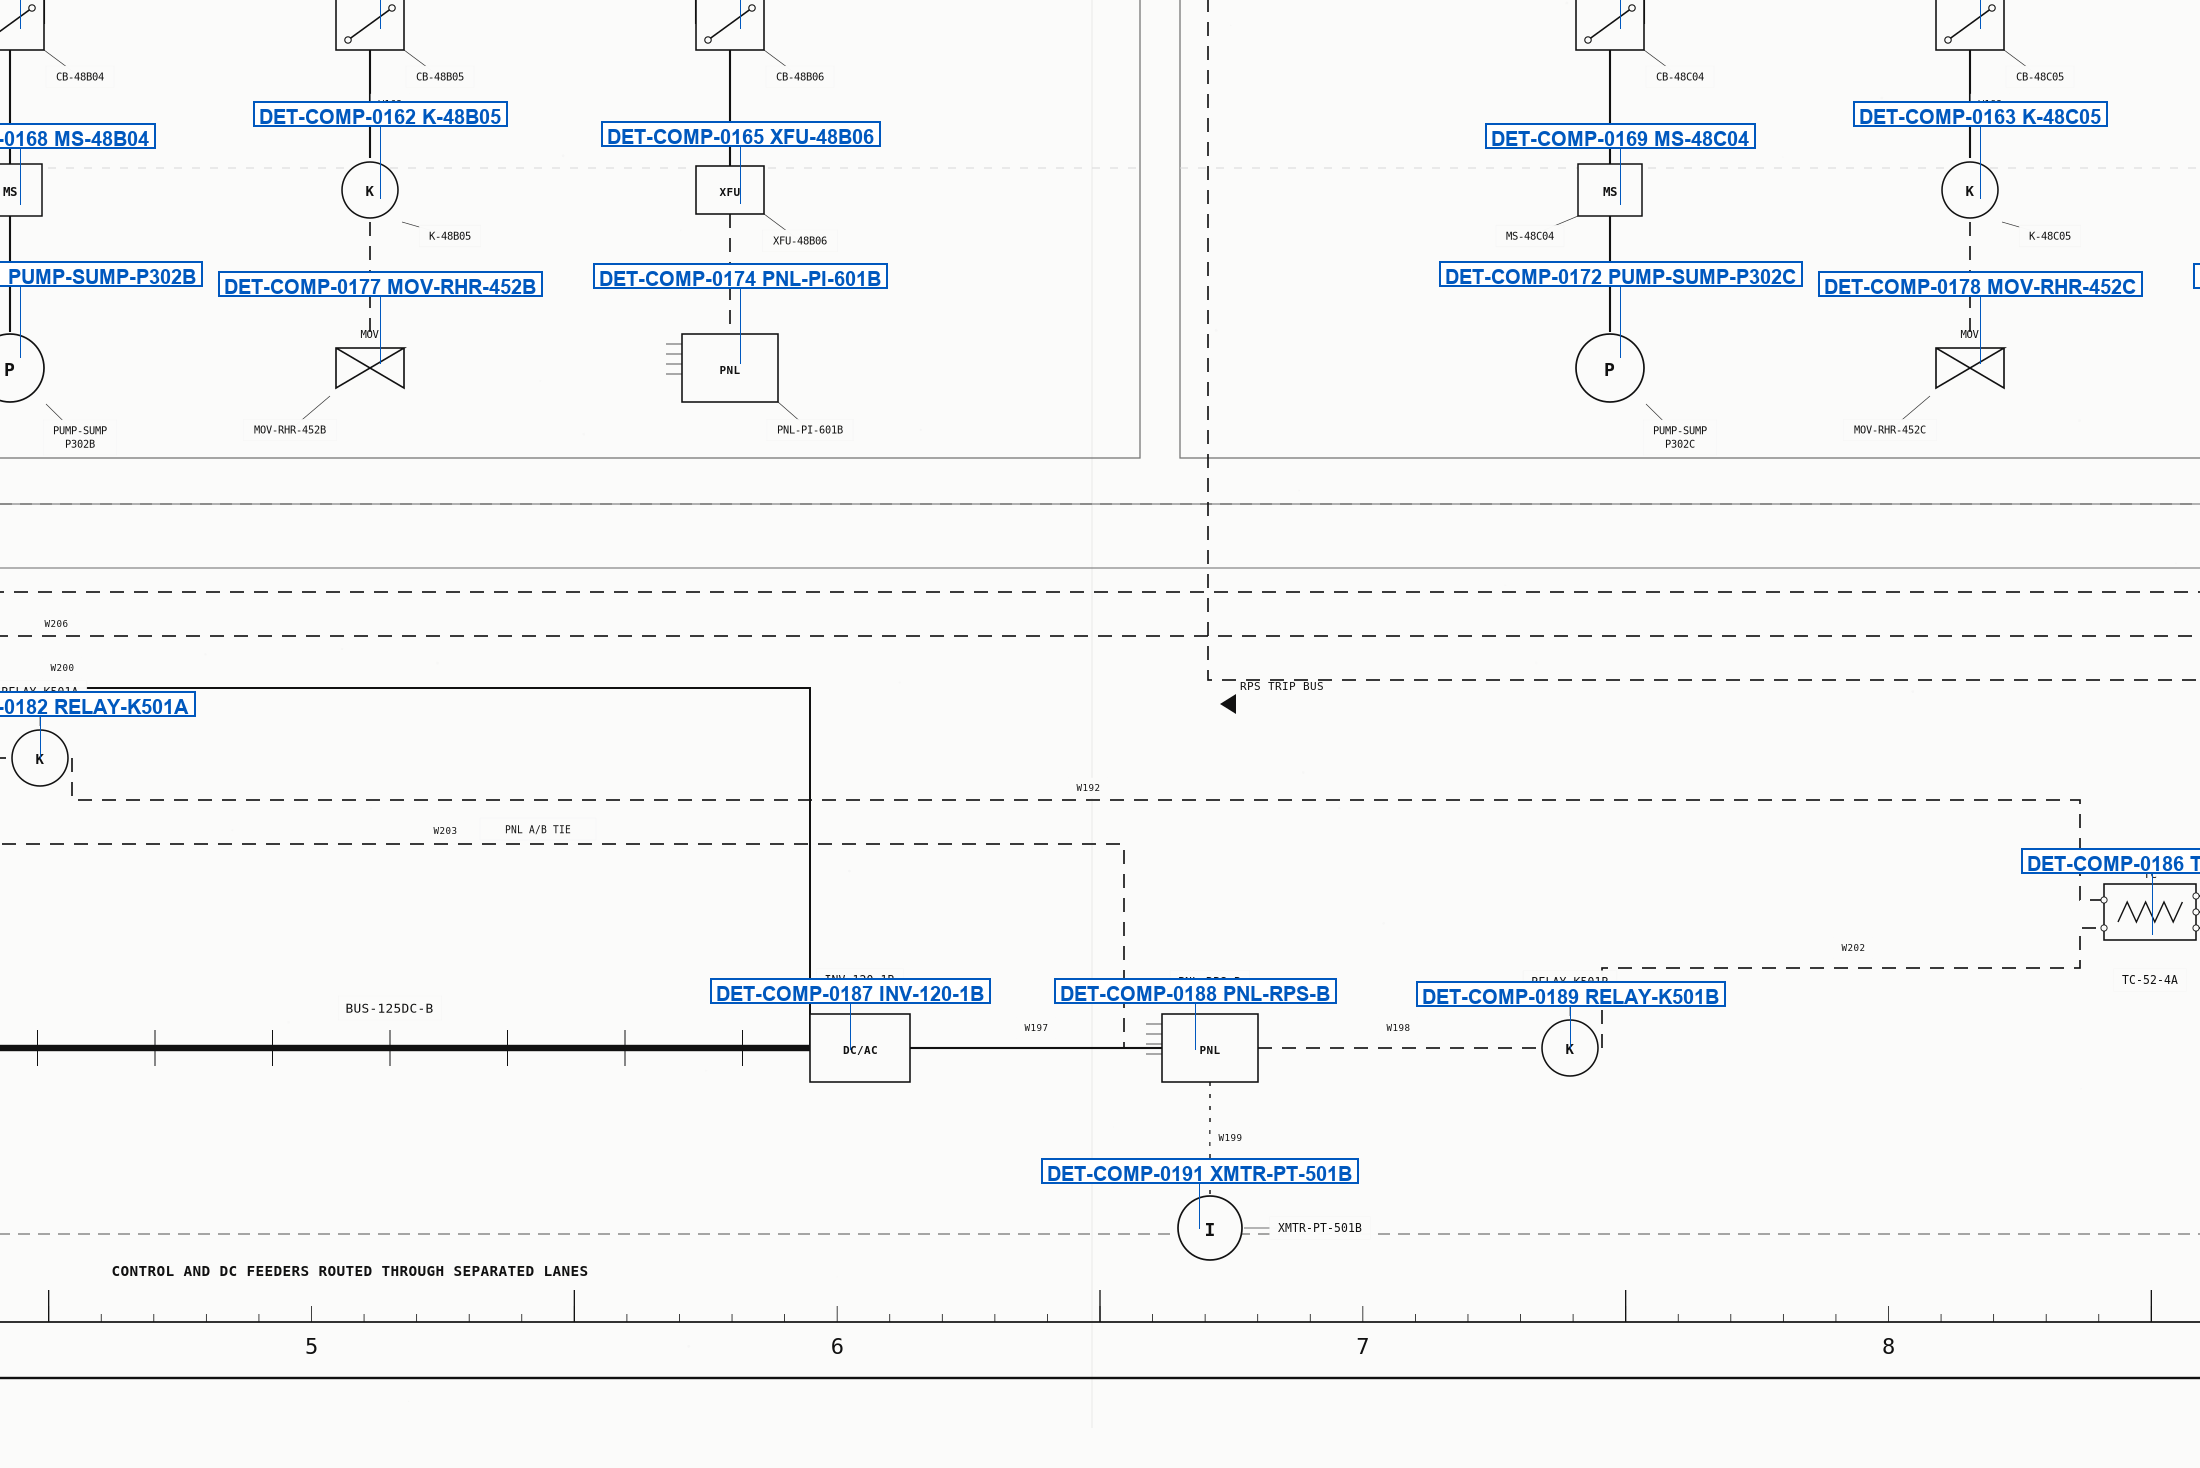 CB-48B04
CB-48B05
CB-48B06
CB-48C04
CB-48C05
-0168 MS-48B04
DET-COMP-0162 K-48B05
DET-COMP-0165 XFU-48B06
DET-COMP-0169 MS-48C04
DET-COMP-0163 K-48C05
MS
K
XFU
MS
K
K-48B05
XFU-48B06
MS-48C04
K-48C05
PUMP-SUMP-P302B
DET-COMP-0177 MOV-RHR-452B
DET-COMP-0174 PNL-PI-601B
DET-COMP-0172 PUMP-SUMP-P302C
DET-COMP-0178 MOV-RHR-452C
MOV
MOV
P
PNL
P
PUMP-SUMP
P302B
MOV-RHR-452B
PNL-PI-601B
PUMP-SUMP
P302C
MOV-RHR-452C
W206
W200
RELAY-K501A
RPS TRIP BUS
-0182 RELAY-K501A
K
W192
W203
PNL A/B TIE
DET-COMP-0186 T
W202
TC-52-4A
DET-COMP-0187 INV-120-1B
DET-COMP-0188 PNL-RPS-B
RELAY-K501B
DET-COMP-0189 RELAY-K501B
BUS-125DC-B
W197
W198
DC/AC
PNL
K
W199
DET-COMP-0191 XMTR-PT-501B
I
XMTR-PT-501B
CONTROL AND DC FEEDERS ROUTED THROUGH SEPARATED LANES
5
6
7
8